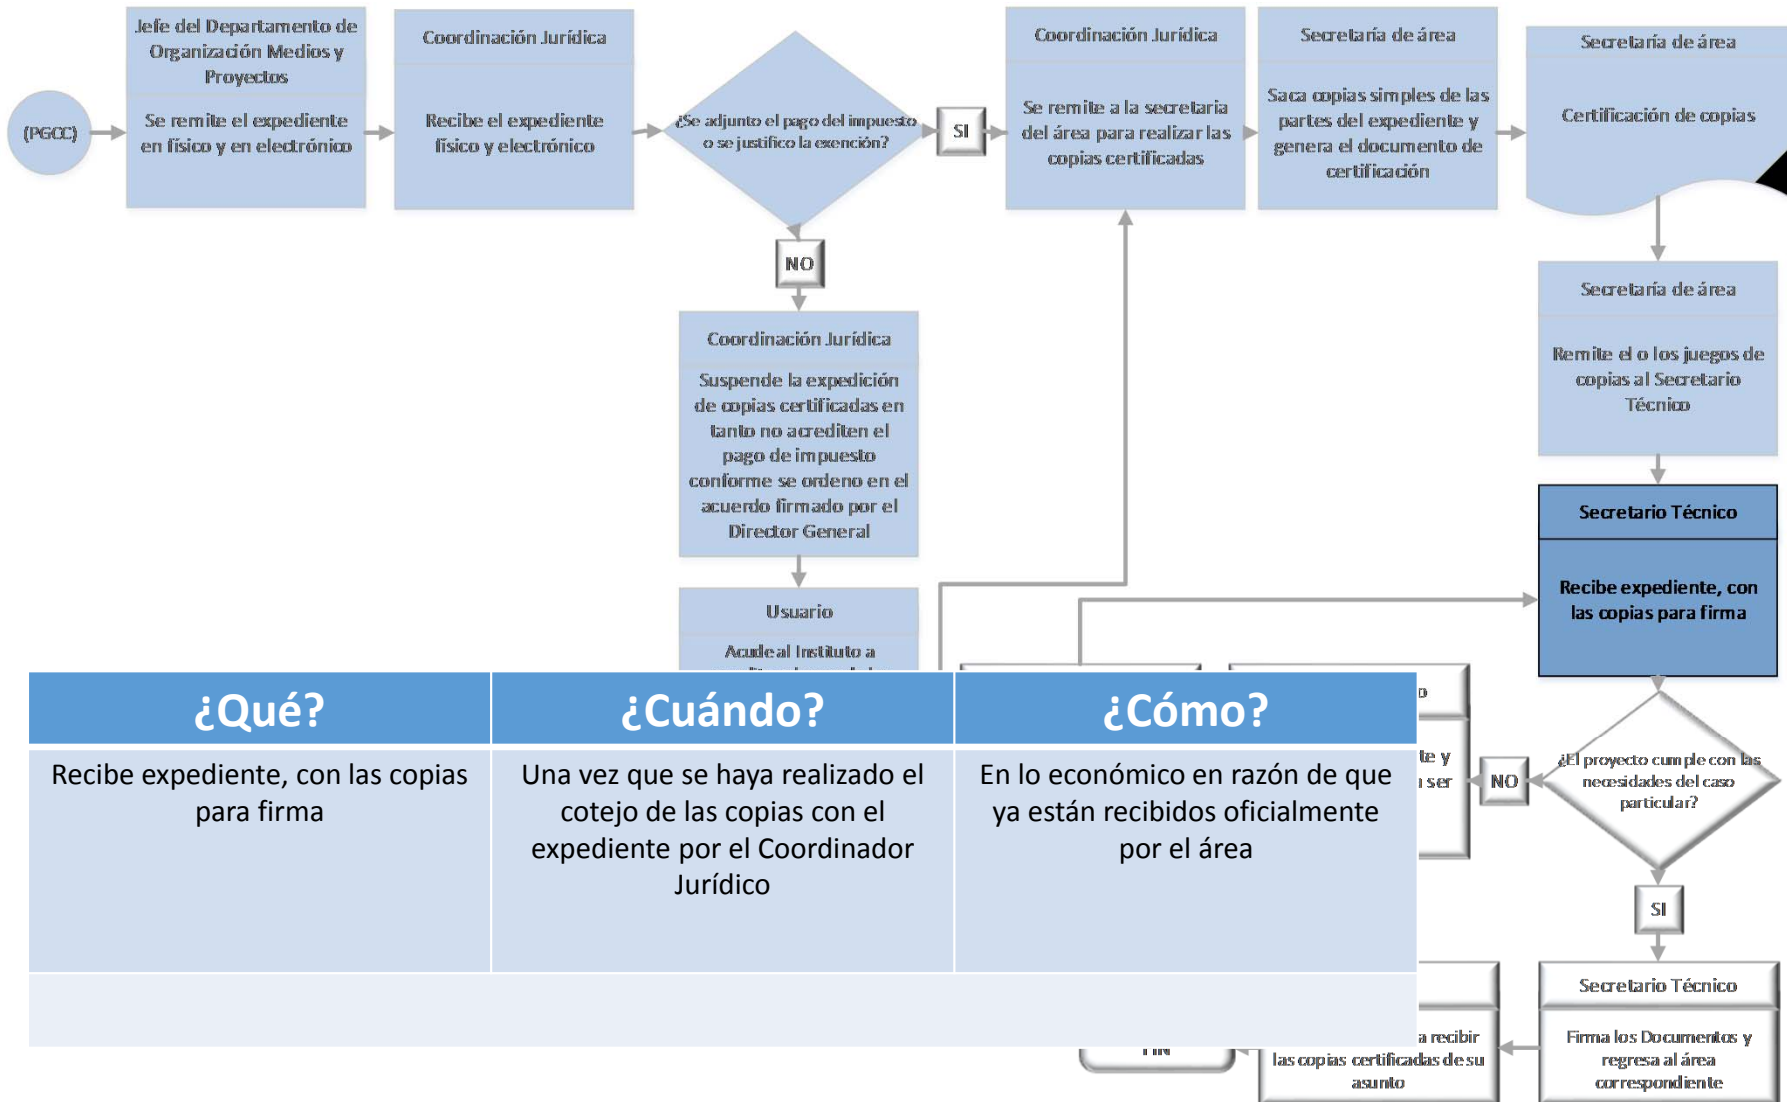 (PGCC)
Jefe del Departamento de
Organización Medios y
Proyectos
Se remite el expediente
en físico y en electrónico
Coordinación Jurídica
Recibe el expediente
físico y electrónico
¿Se adjunto el pago del impuesto
o se justifico la exención?
SI
Coordinación Jurídica
Se remite a la secretaria
del área para realizar las
copias certificadas
Secretaría de área
Saca copias simples de las
partes del expediente y
genera el documento de
certificación
Secretaría de área
Certificación de copias
NO
Coordinación Jurídica
Suspende la expedición
de copias certificadas en
tanto no acrediten el
pago de impuesto
conforme se ordeno en el
acuerdo firmado por el
Director General
Usuario
Acude al Instituto a
Secretaría de área
Remite el o los juegos de
copias al Secretario
Técnico
Secretario Técnico
Recibe expediente, con
las copias para firma
¿El proyecto cumple con las
necesidades del caso
particular?
NO
y
ser
SI
Secretario Técnico
Firma los Documentos y
regresa al área
correspondiente
a recibir
las copias certificadas de su
asunto
FIN
¿Qué?
¿Cuándo?
¿Cómo?
Recibe expediente, con las copias
para firma
Una vez que se haya realizado el
cotejo de las copias con el
expediente por el Coordinador
Jurídico
En lo económico en razón de que
ya están recibidos oficialmente
por el área